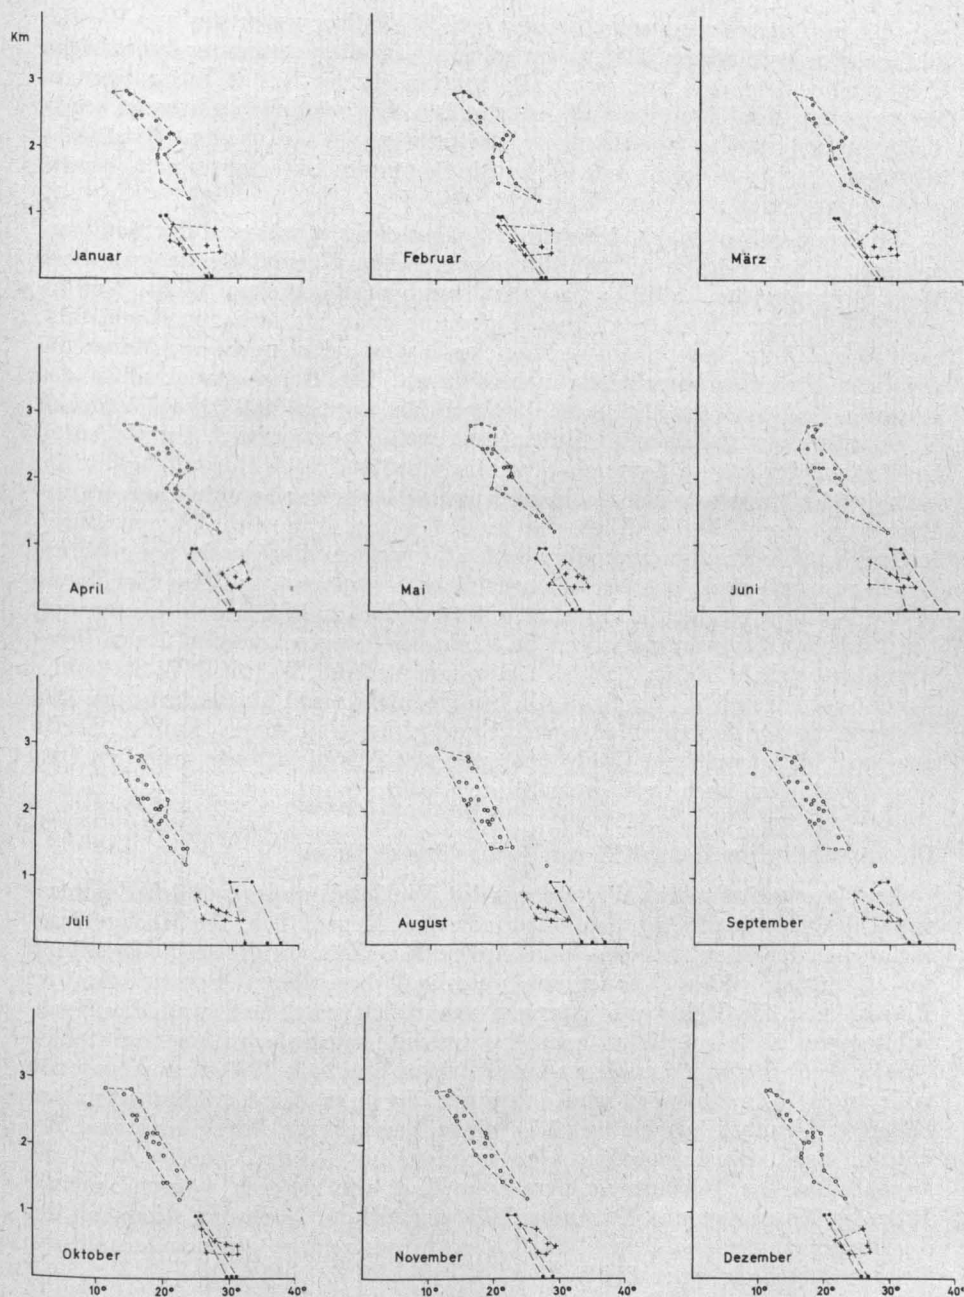 Km
3
2
1
Januar
Februar
März
3
2
1
April
Mai
Juni
3
2
1
Juli
August
September
3
2
1
Oktober
November
Dezember
10° 20° 30° 40° 10° 20° 30° 40° 10° 20° 30° 40°